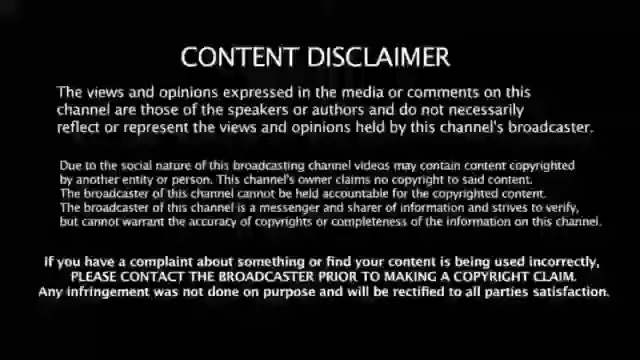 CONTENT DISCLAIMER
The views and opinions expressed in the media or comments on this
channel are those of the speakers or authors and do not necessarily
reflect or represent the views and opinions held by this channel's broadcaster.
Due to the social nature of this broadcasting channel videos may contain content copyrighted
by another entity or person. This channel's owner claims no copyright to said content.
The broadcaster of this channel cannot be held accountable for the copyrighted content.
The broadcaster of this channel is a messenger and sharer of information and strives to verify,
but cannot warrant the accuracy of copyrights or completeness of the information on this channel.
If you have a complaint about something or find your content is being used incorrectly,
PLEASE CONTACT THE BROADCASTER PRIOR TO MAKING A COPYRIGHT CLAIM.
Any infringement was not done on purpose and will be rectified to all parties satisfaction.